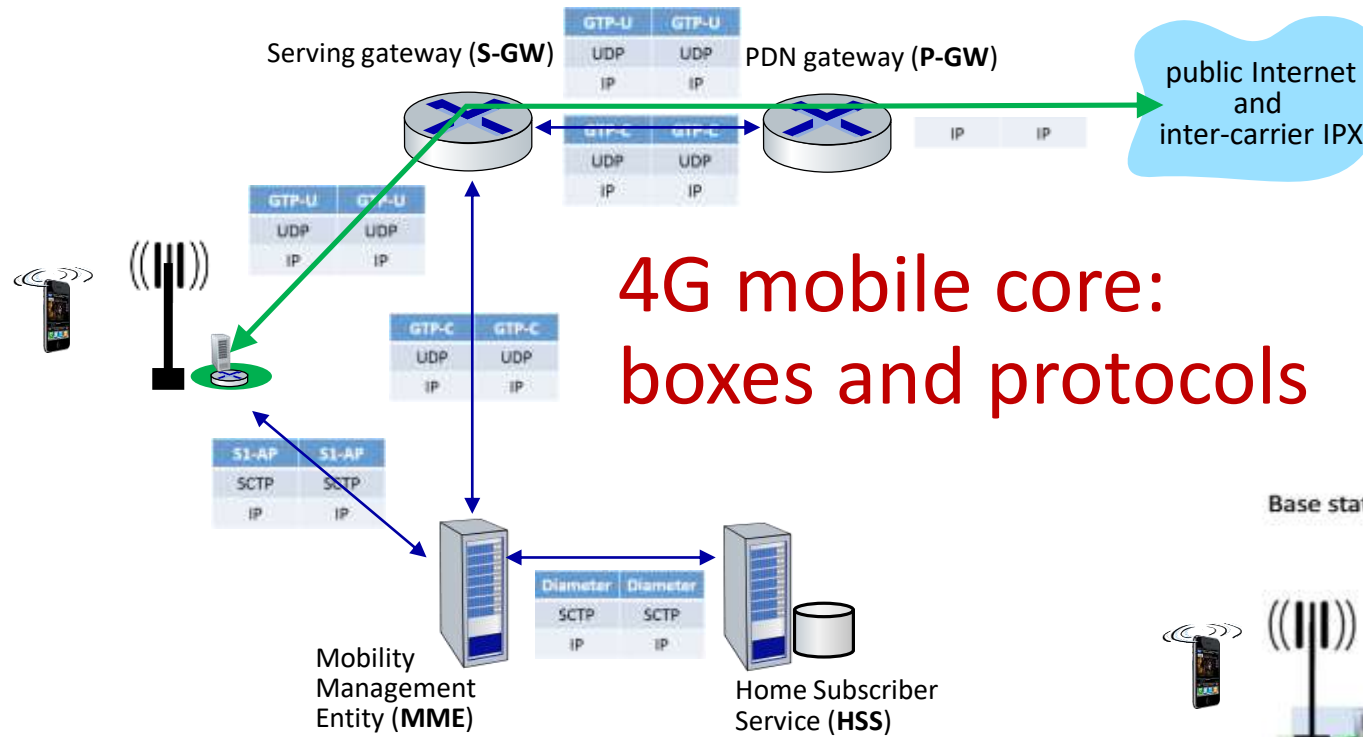 GTP-U GTP-U
UDP UDP
IP IP
Serving gateway (S-GW)
PDN gateway (P-GW)
public Internet
and
inter-carrier IPX
GTP-C GTP-C
UDP UDP
IP IP
IP IP
GTP-U GTP-U
UDP UDP
IP IP
4G mobile core:
boxes and protocols
GTP-C GTP-C
UDP UDP
IP IP
S1-AP S1-AP
SCTP SCTP
IP IP
Diameter Diameter
SCTP SCTP
IP IP
Mobility
Management
Entity (MME)
Home Subscriber
Service (HSS)
Base stat